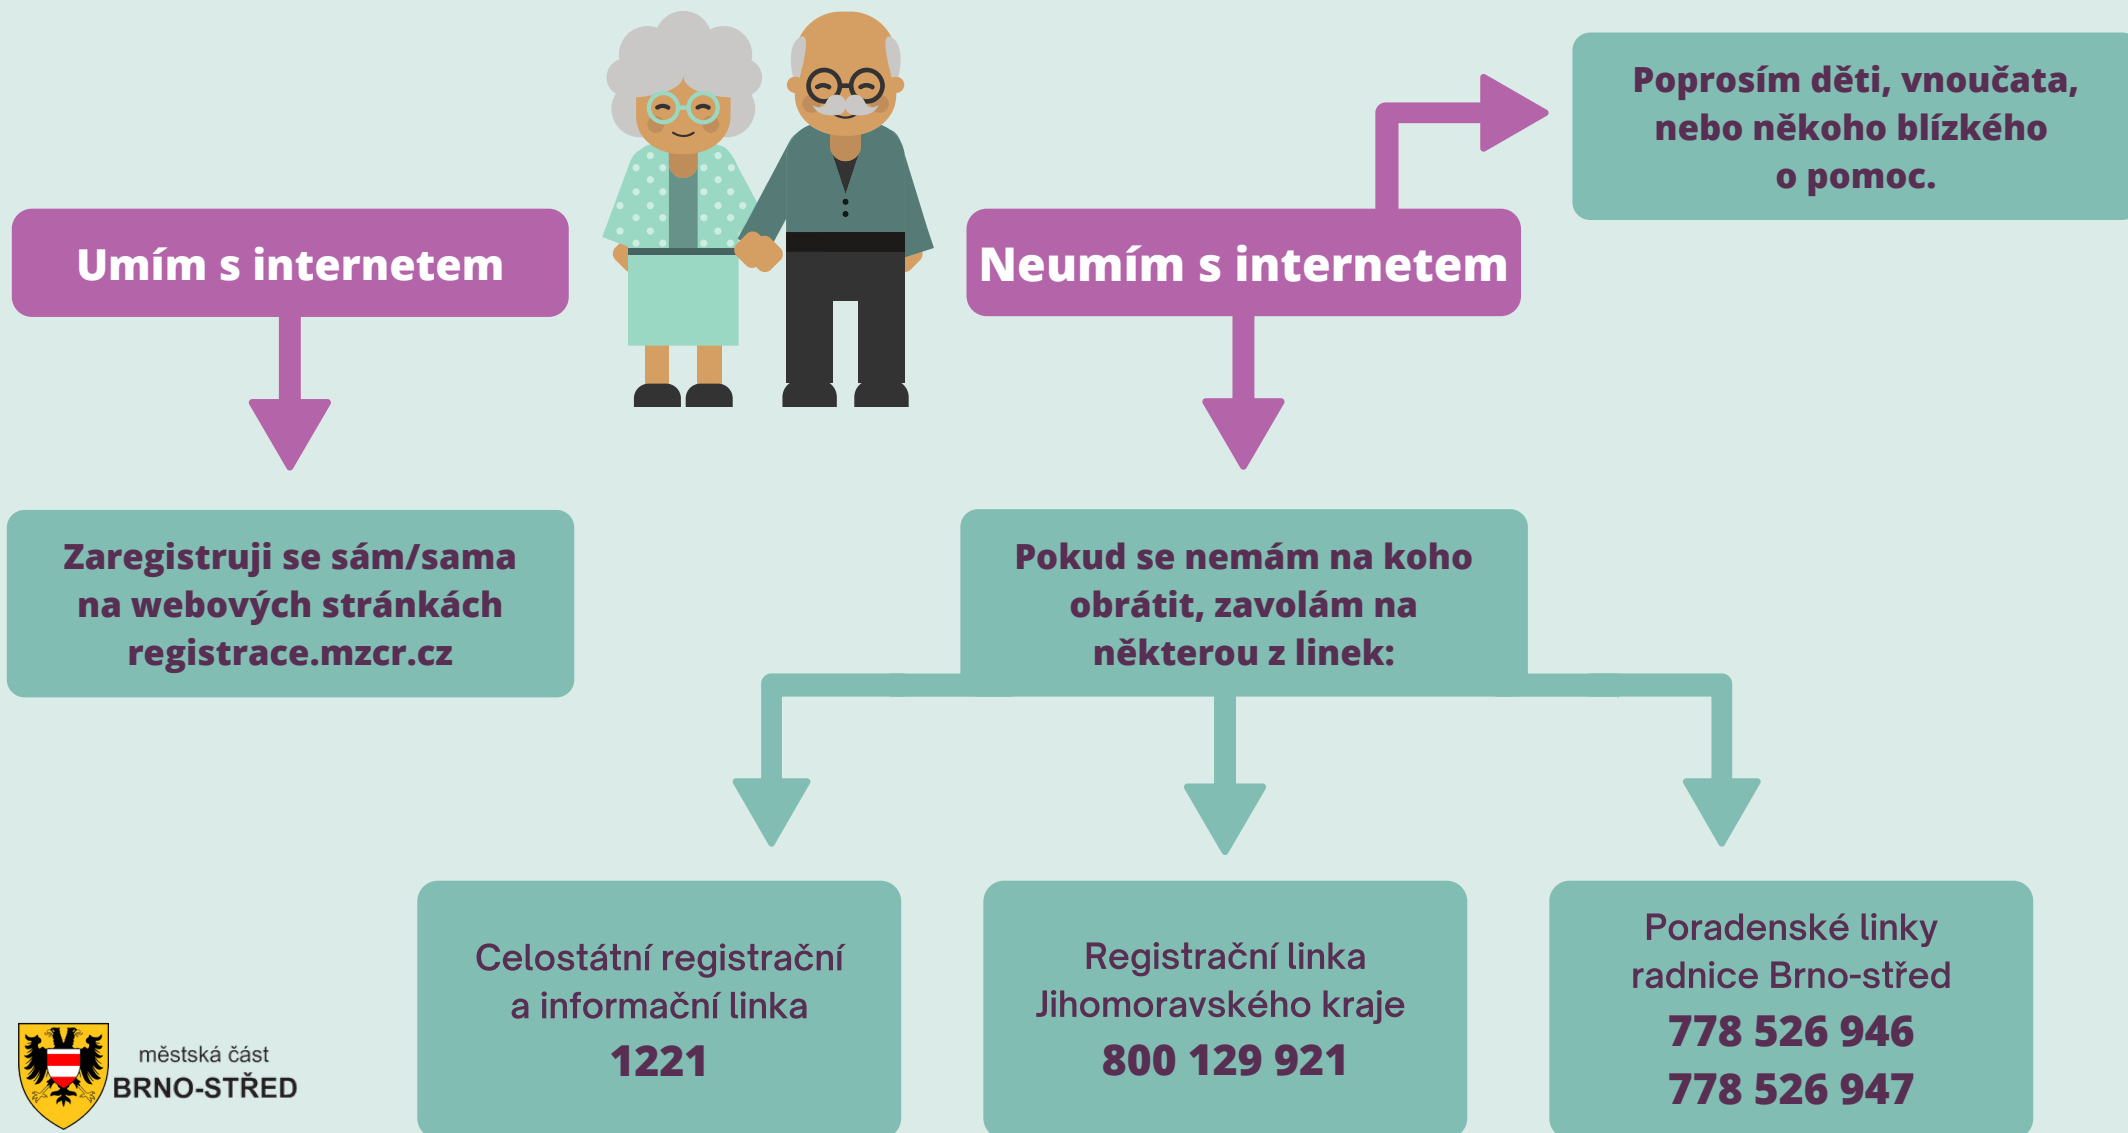 Umím s internetem
Zaregistruji se sám/sama
na webových stránkách
registrace.mzcr.cz
Neumím s internetem
Poprosím děti, vnoučata,
nebo někoho blízkého
o pomoc.
Pokud se nemám na koho
obrátit, zavolám na
některou z linek:
Celostátní registrační
a informační linka
1221
Registrační linka
Jihomoravského kraje
800 129 921
Poradenské linky
radnice Brno-střed
778 526 946
778 526 947
městská část
BRNO-STŘED